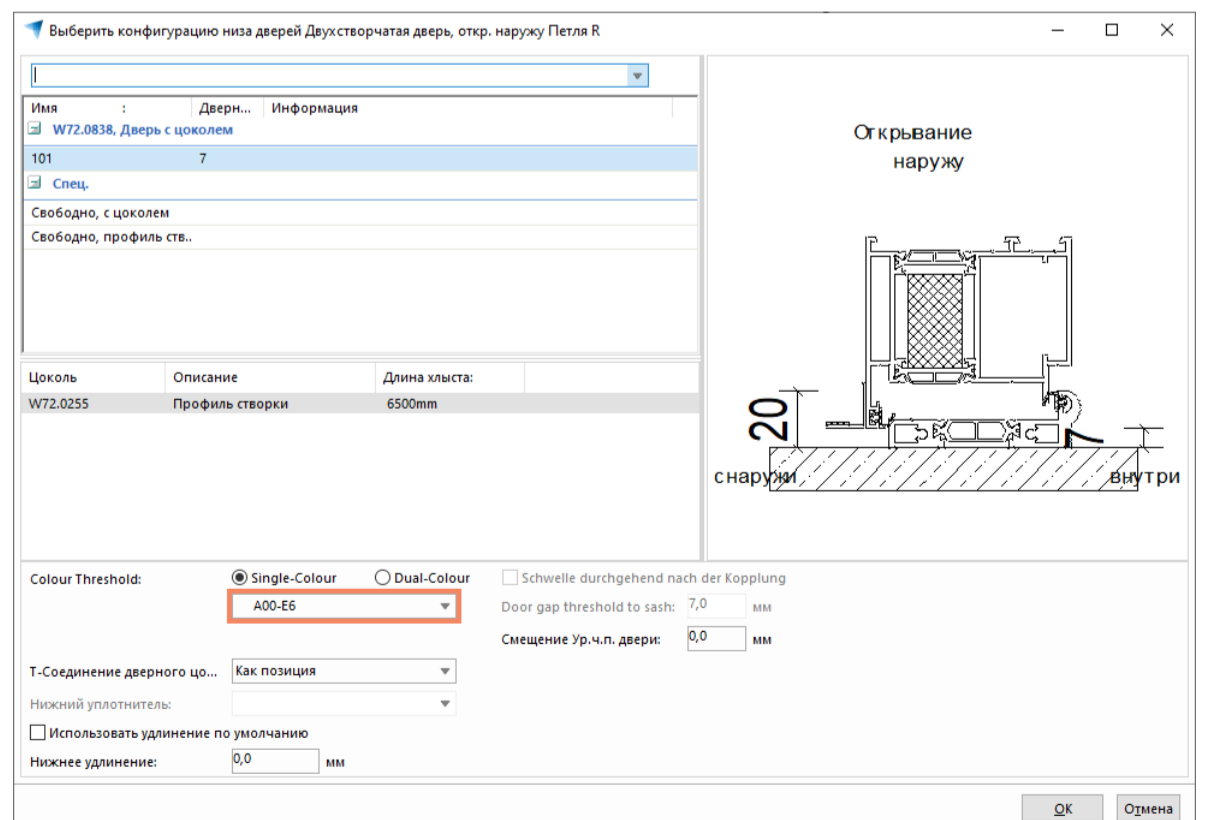 Выберить конфигурацию низа дверей Двухстворчатая дверь, откр. наружу Петля R
Имя : Дверн... Информация
W72.0838, Дверь с цоколем
101 7
Спец.
Свободно, с цоколем
Свободно, профиль ств..
Цоколь Описание Длина хлыста:
W72.0255 Профиль створки 6500mm
Открывание
наружу
20
7
снаружи
внутри
Colour Threshold: Single-Colour Dual-Colour Schwelle durchgehend nach der Kopplung
A00-E6 Door gap threshold to sash: 7,0 мм
Смещение Ур.ч.п. двери: 0,0 мм
Т-Соединение дверного цо... Как позиция
Нижний уплотнитель:
Использовать удлинение по умолчанию
Нижнее удлинение: 0,0 мм
OK Отмена